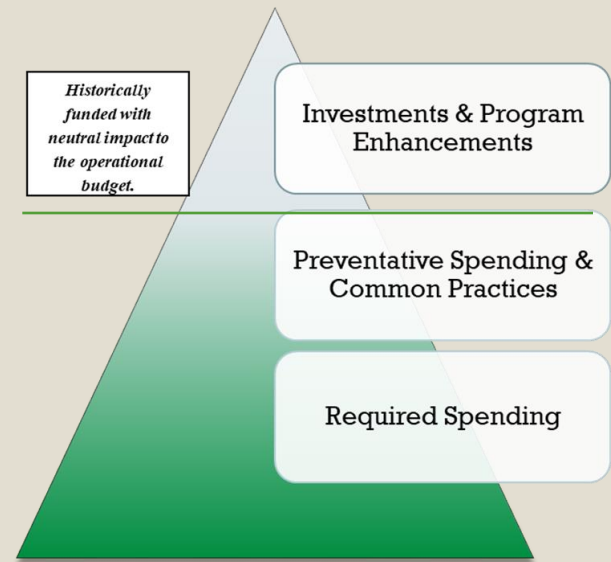 Historically
funded with
neutral impact to
the operational
budget.
Investments & Program
Enhancements
Preventative Spending &
Common Practices
Required Spending